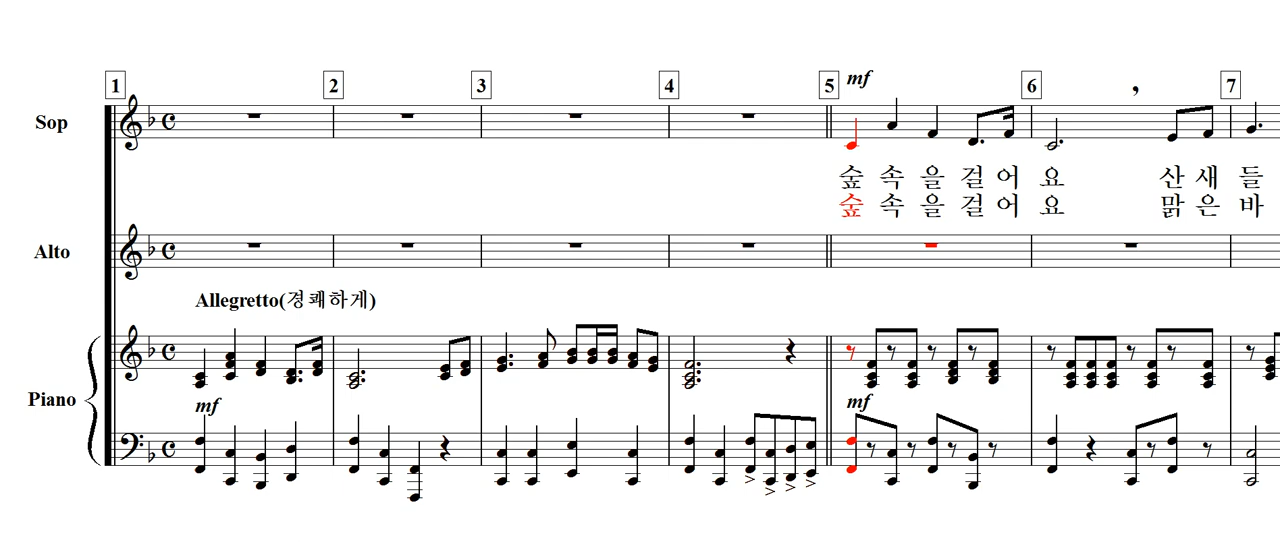 1 2 3 4 5 6 7
mf
Sop
숲 속 을 걸 어 요 산 새 들
숲 속 을 걸 어 요 맑 은 바
Alto
Allegretto(경쾌하게)
Piano
mf
mf